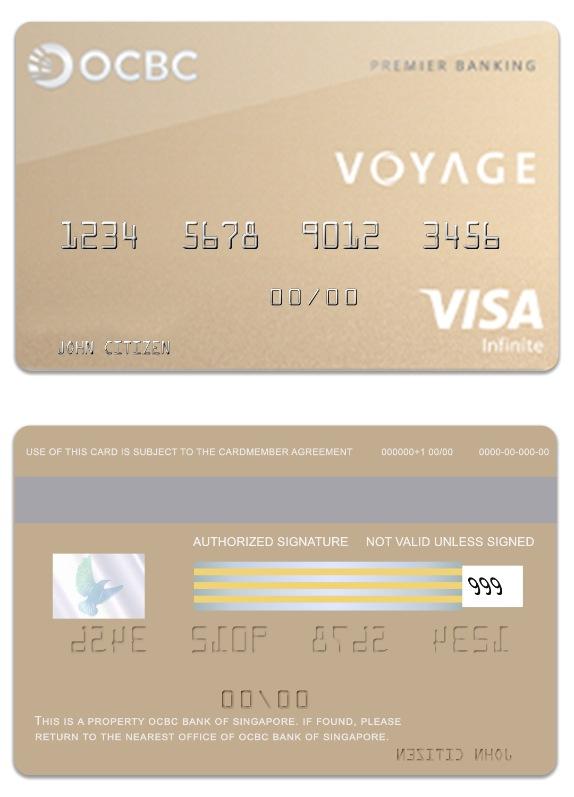 OCBC
PREMIER BANKING
VOYAGE
1234 5678 9012 3456
00/00
VISA
Infinite
JOHN CITIZEN
USE OF THIS CARD IS SUBJECT TO THE CARDMEMBER AGREEMENT 000000+1 00/00 0000-00-000-00
AUTHORIZED SIGNATURE NOT VALID UNLESS SIGNED
999
1234 5678 9012 3456
00/00
THIS IS A PROPERTY OCBC BANK OF SINGAPORE. IF FOUND, PLEASE
RETURN TO THE NEAREST OFFICE OF OCBC BANK OF SINGAPORE.
JOHN CITIZEN